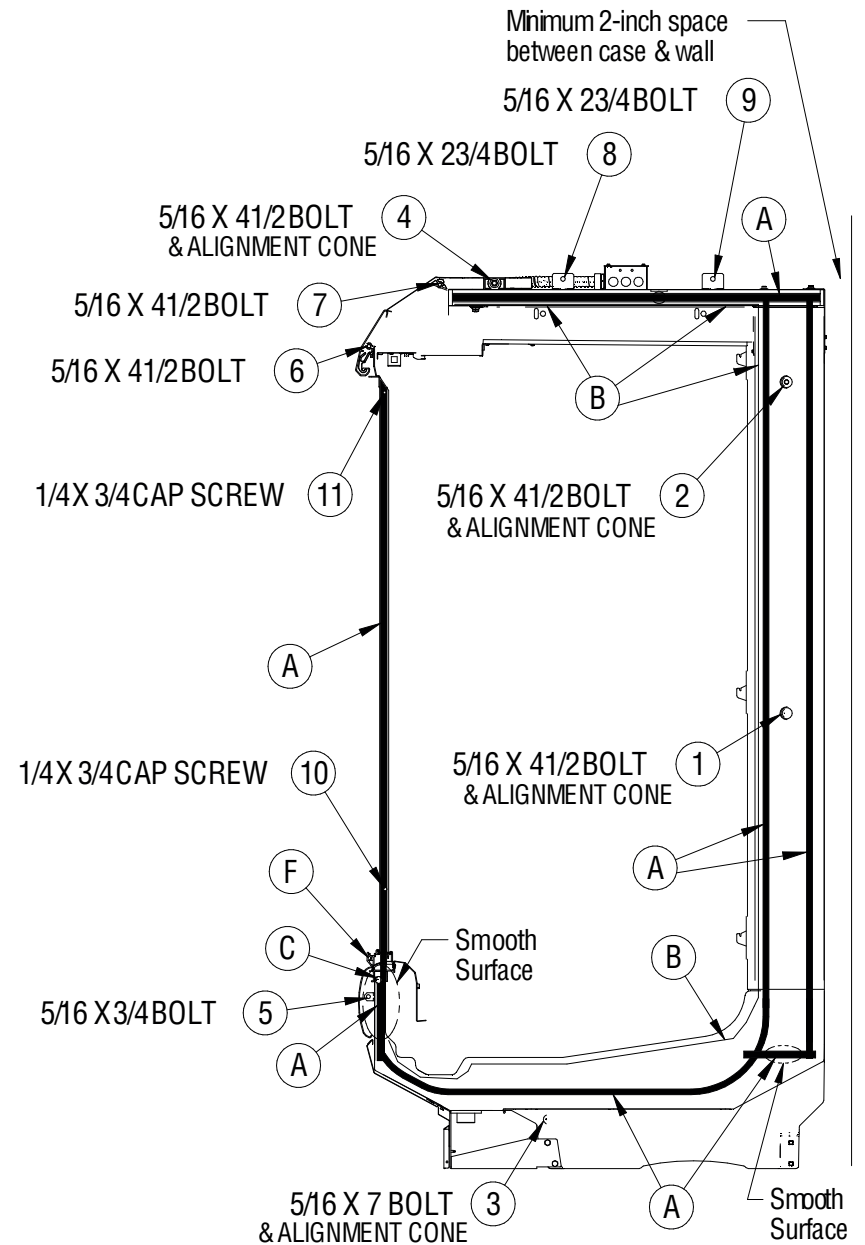 Minimum 2-inch space
between case & wall
5/16 X 23/4BOLT 9
5/16 X 23/4BOLT 8
5/16 X 41/2BOLT 4
& ALIGNMENT CONE
A
5/16 X 41/2BOLT 7
5/16 X 41/2BOLT 6
B
1/4X 3/4CAP SCREW 11
5/16 X 41/2BOLT 2
& ALIGNMENT CONE
A
1/4X 3/4CAP SCREW 10
5/16 X 41/2BOLT 1
& ALIGNMENT CONE
A
F
C
Smooth
Surface
B
5/16 X3/4BOLT 5
A
5/16 X 7 BOLT 3
& ALIGNMENT CONE
A
Smooth
Surface